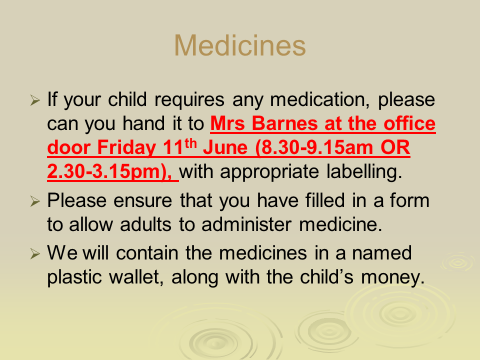 Medicines
➢ If your child requires any medication, please
can you hand it to Mrs Barnes at the office
door Friday 11th June (8.30-9.15am OR
2.30-3.15pm), with appropriate labelling.
➢ Please ensure that you have filled in a form
to allow adults to administer medicine.
➢ We will contain the medicines in a named
plastic wallet, along with the child’s money.